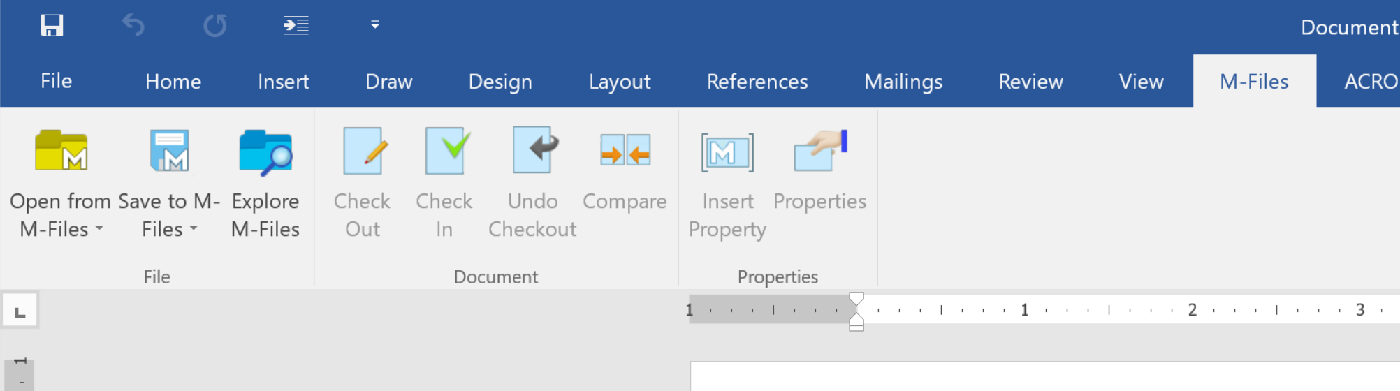 Document
File Home Insert Draw Design Layout References Mailings Review View M-Files ACRO
Open from Save to M- Explore Check Check Undo Compare Insert Properties
M-Files Files M-Files Out In Checkout Property
File Document Properties
1 1 2 3
1